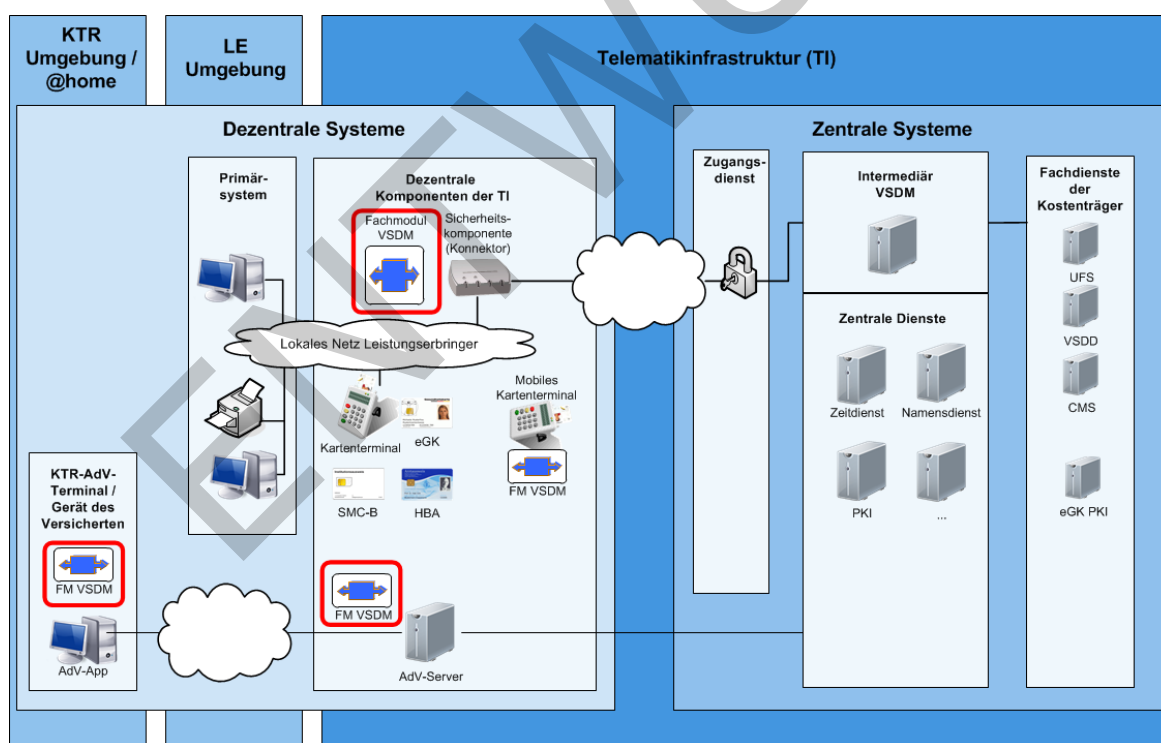 KTR
Umgebung /
@home
LE
Umgebung
Telematikinfrastruktur (TI)
Dezentrale Systeme
Zentrale Systeme
Primär-
system
Dezentrale
Komponenten der TI
Fachmodul
VSDM
Sicherheits-
komponente
(Konnektor)
Zugangs-
dienst
Intermediär
VSDM
Fachdienste
der
Kostenträger
UFS
VSDD
CMS
eGK PKI
Zentrale Dienste
Zeitdienst
Namensdienst
PKI
...
Lokales Netz Leistungserbringer
Kartenterminal
eGK
Mobiles
Kartenterminal
FM VSDM
SMC-B
HBA
KTR-AdV-
Terminal /
Gerät des
Versicherten
FM VSDM
AdV-App
FM VSDM
AdV-Server